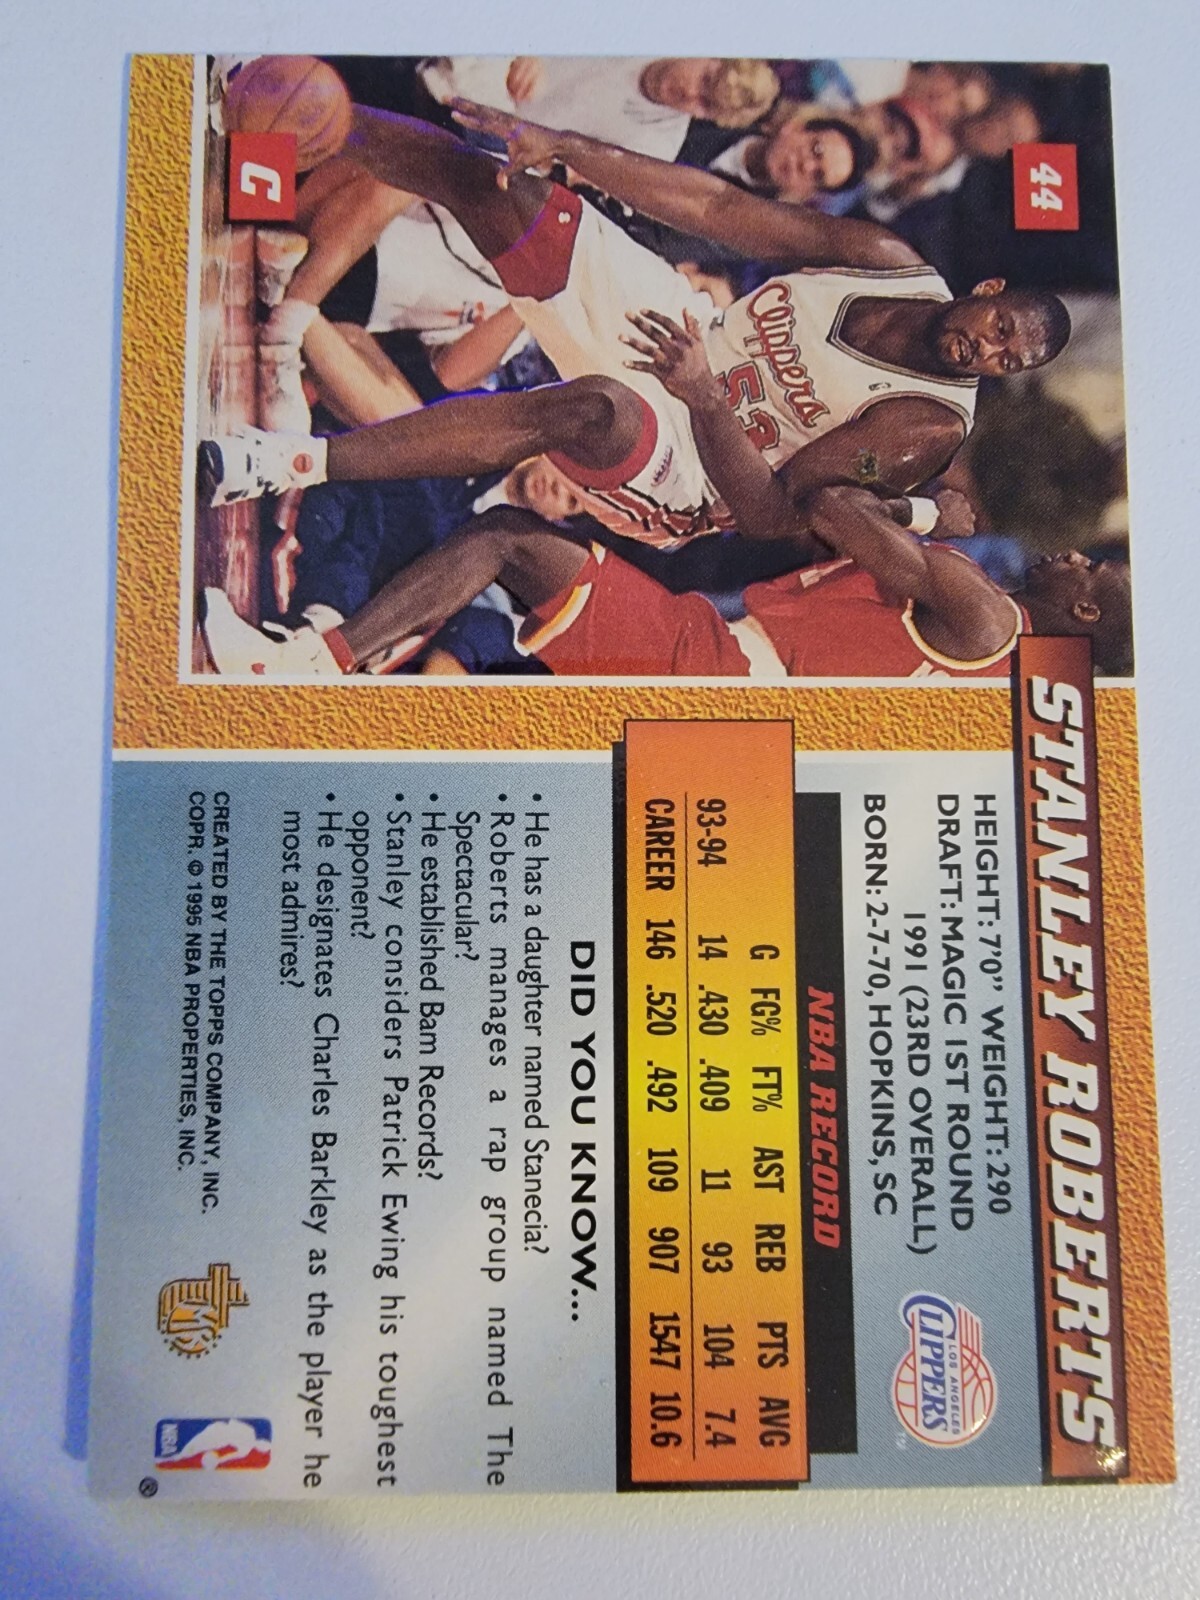 44
STANLEY ROBERTS
Clippers
53
C
HEIGHT: 7'0" WEIGHT: 290
DRAFT: MAGIC 1ST ROUND
1991 (23RD OVERALL)
BORN: 2-7-70, HOPKINS, SC
LOS ANGELES
CLIPPERS
TM
NBA RECORD
G FG% FT% AST REB PTS AVG
93-94 14 .430 .409 11 93 104 7.4
CAREER 146 .520 .492 109 907 1547 10.6
DID YOU KNOW...
• He has a daughter named Stanecia?
• Roberts manages a rap group named The
Spectacular?
• He established Bam Records?
• Stanley considers Patrick Ewing his toughest
opponent?
• He designates Charles Barkley as the player he
most admires?
CREATED BY THE TOPPS COMPANY, INC.
COPR. © 1995 NBA PROPERTIES, INC.
NBA
®